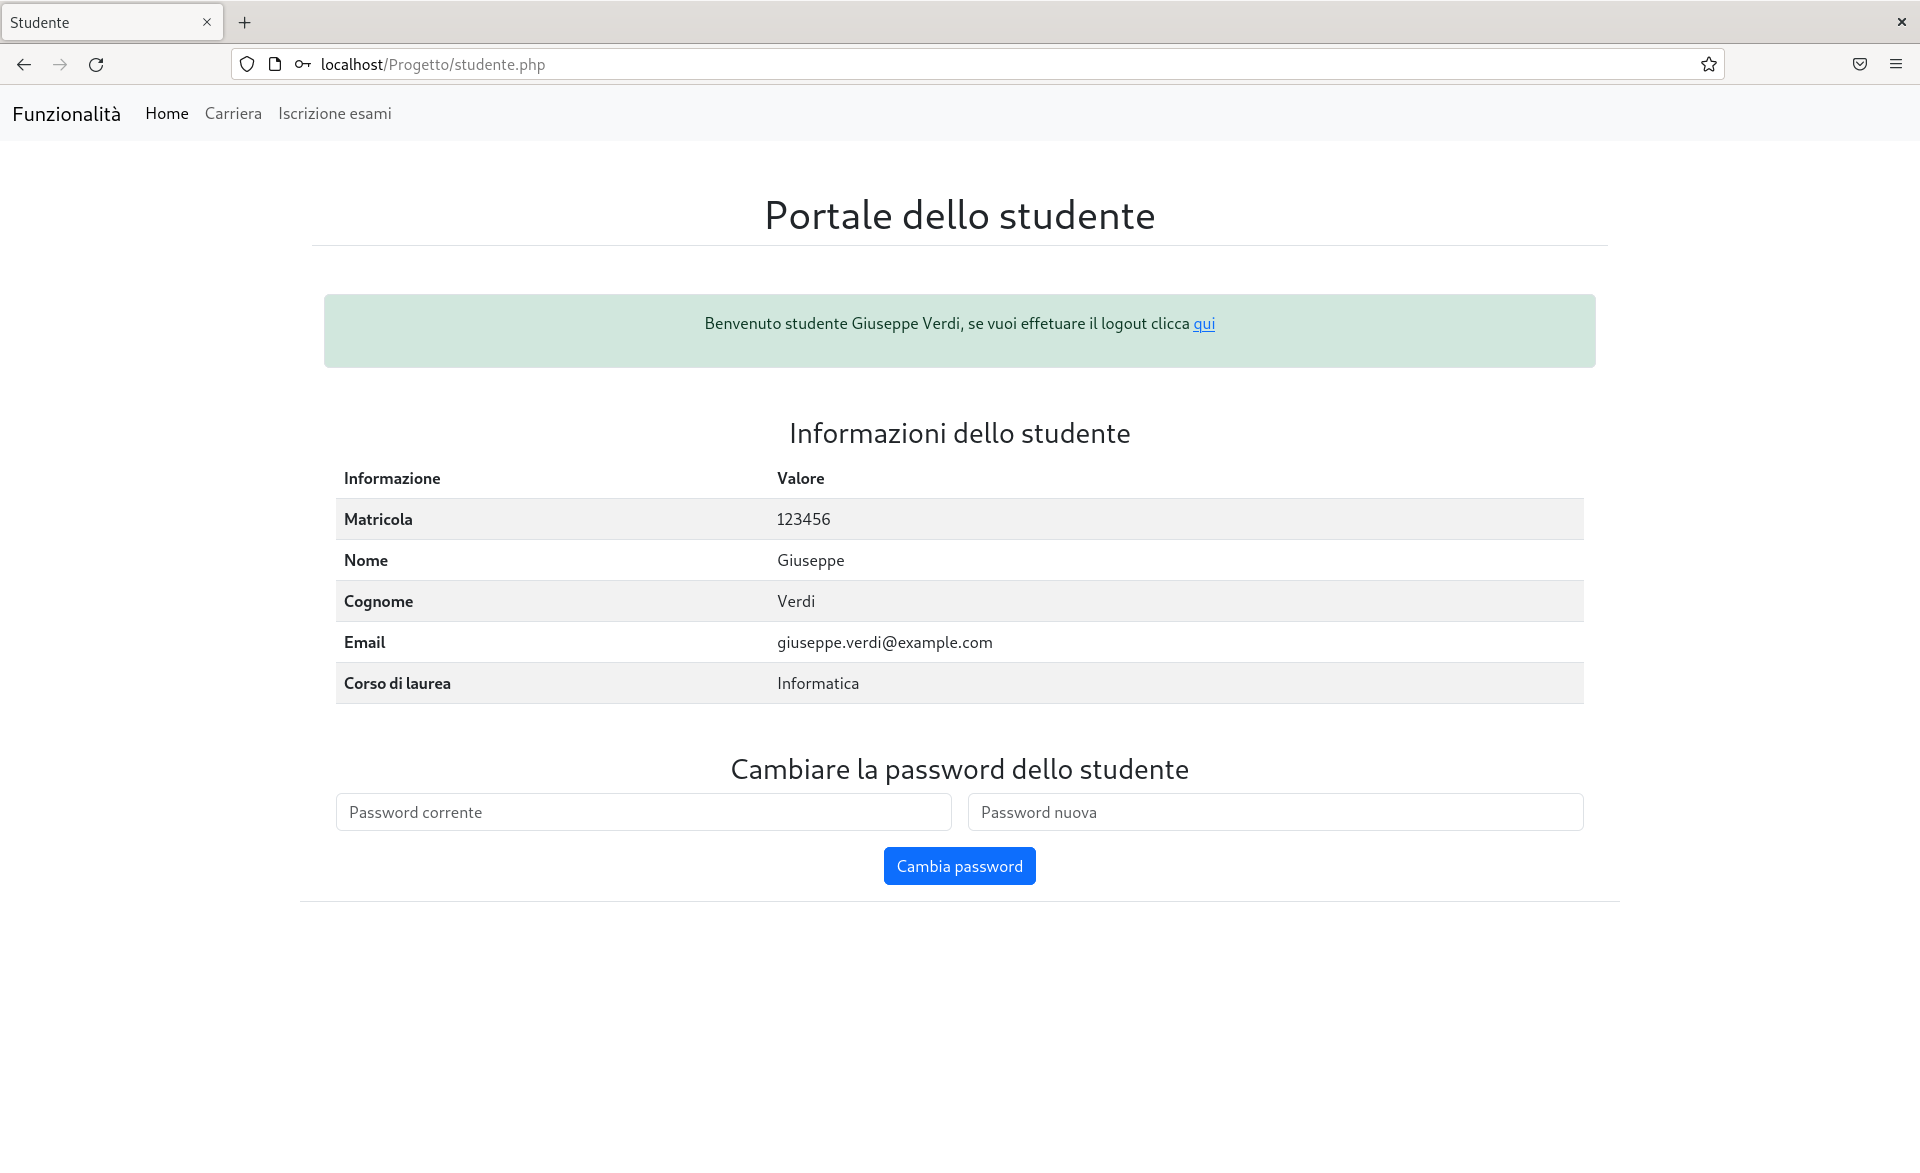 Studente
localhost/Progetto/studente.php
Funzionalità Home Carriera Iscrizione esami
Portale dello studente
Benvenuto studente Giuseppe Verdi, se vuoi effetuare il logout clicca qui
Informazioni dello studente
Informazione Valore
Matricola 123456
Nome Giuseppe
Cognome Verdi
Email giuseppe.verdi@example.com
Corso di laurea Informatica
Cambiare la password dello studente
Password corrente Password nuova
Cambia password